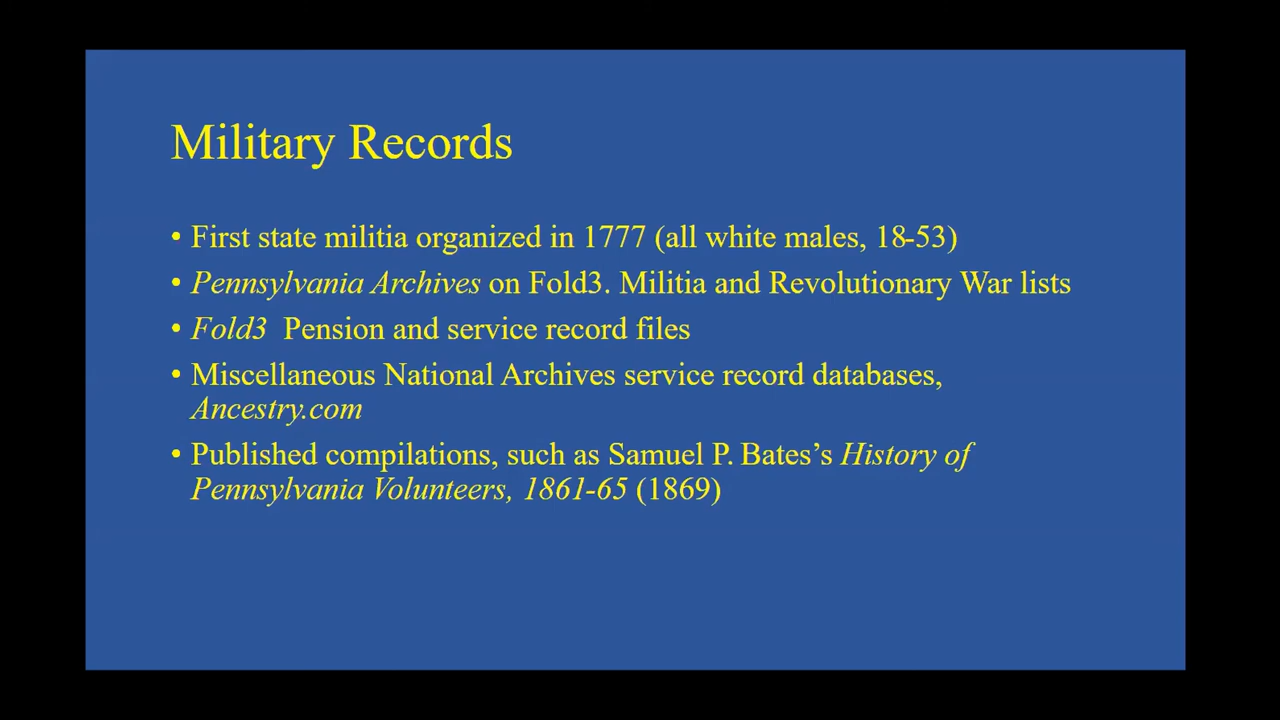 Military Records
• First state militia organized in 1777 (all white males, 18-53)
• Pennsylvania Archives on Fold3. Militia and Revolutionary War lists
• Fold3  Pension and service record files
• Miscellaneous National Archives service record databases,
Ancestry.com
• Published compilations, such as Samuel P. Bates’s History of
Pennsylvania Volunteers, 1861-65 (1869)